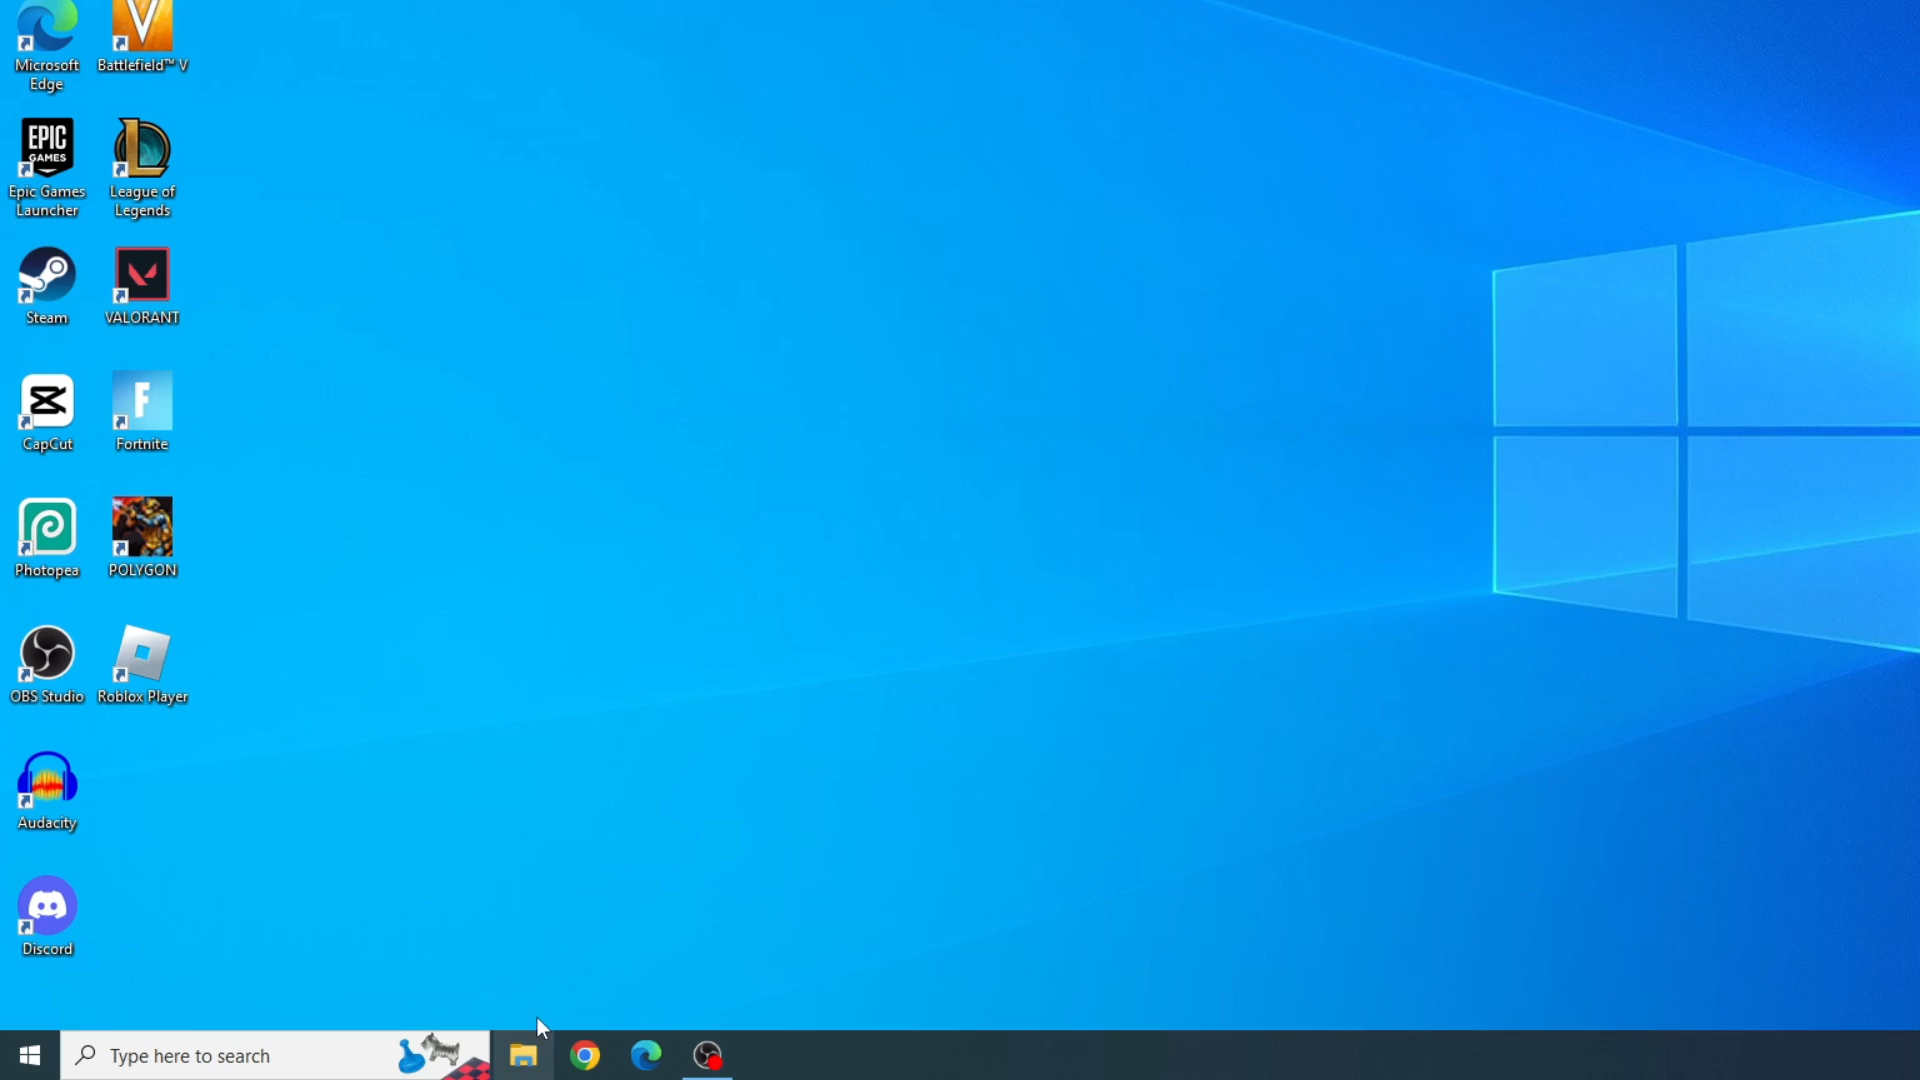 Microsoft
Edge
Battlefield™ V
EPIC
GAMES
Epic Games
Launcher
League of
Legends
Steam
VALORANT
CapCut
F
Fortnite
Photopea
POLYGON
OBS Studio
Roblox Player
Audacity
Discord
Type here to search